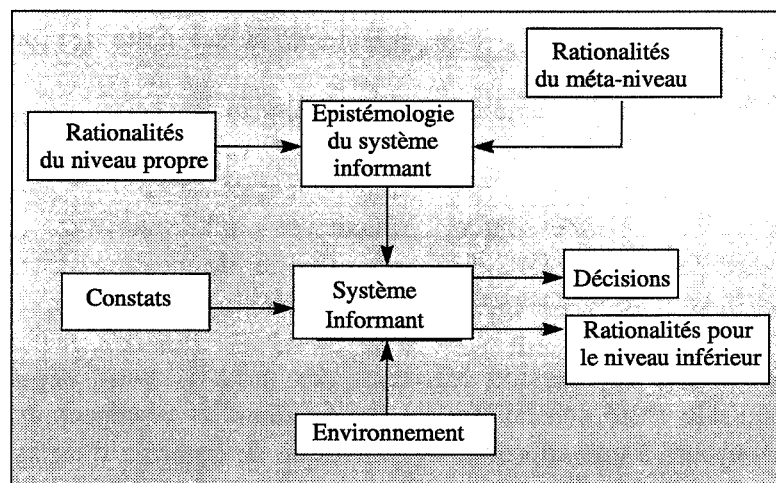 Rationalités
du méta-niveau
Epistémologie
du système
informant
Rationalités
du niveau propre
Constats
Système
Informant
Décisions
Rationalités pour
le niveau inférieur
Environnement